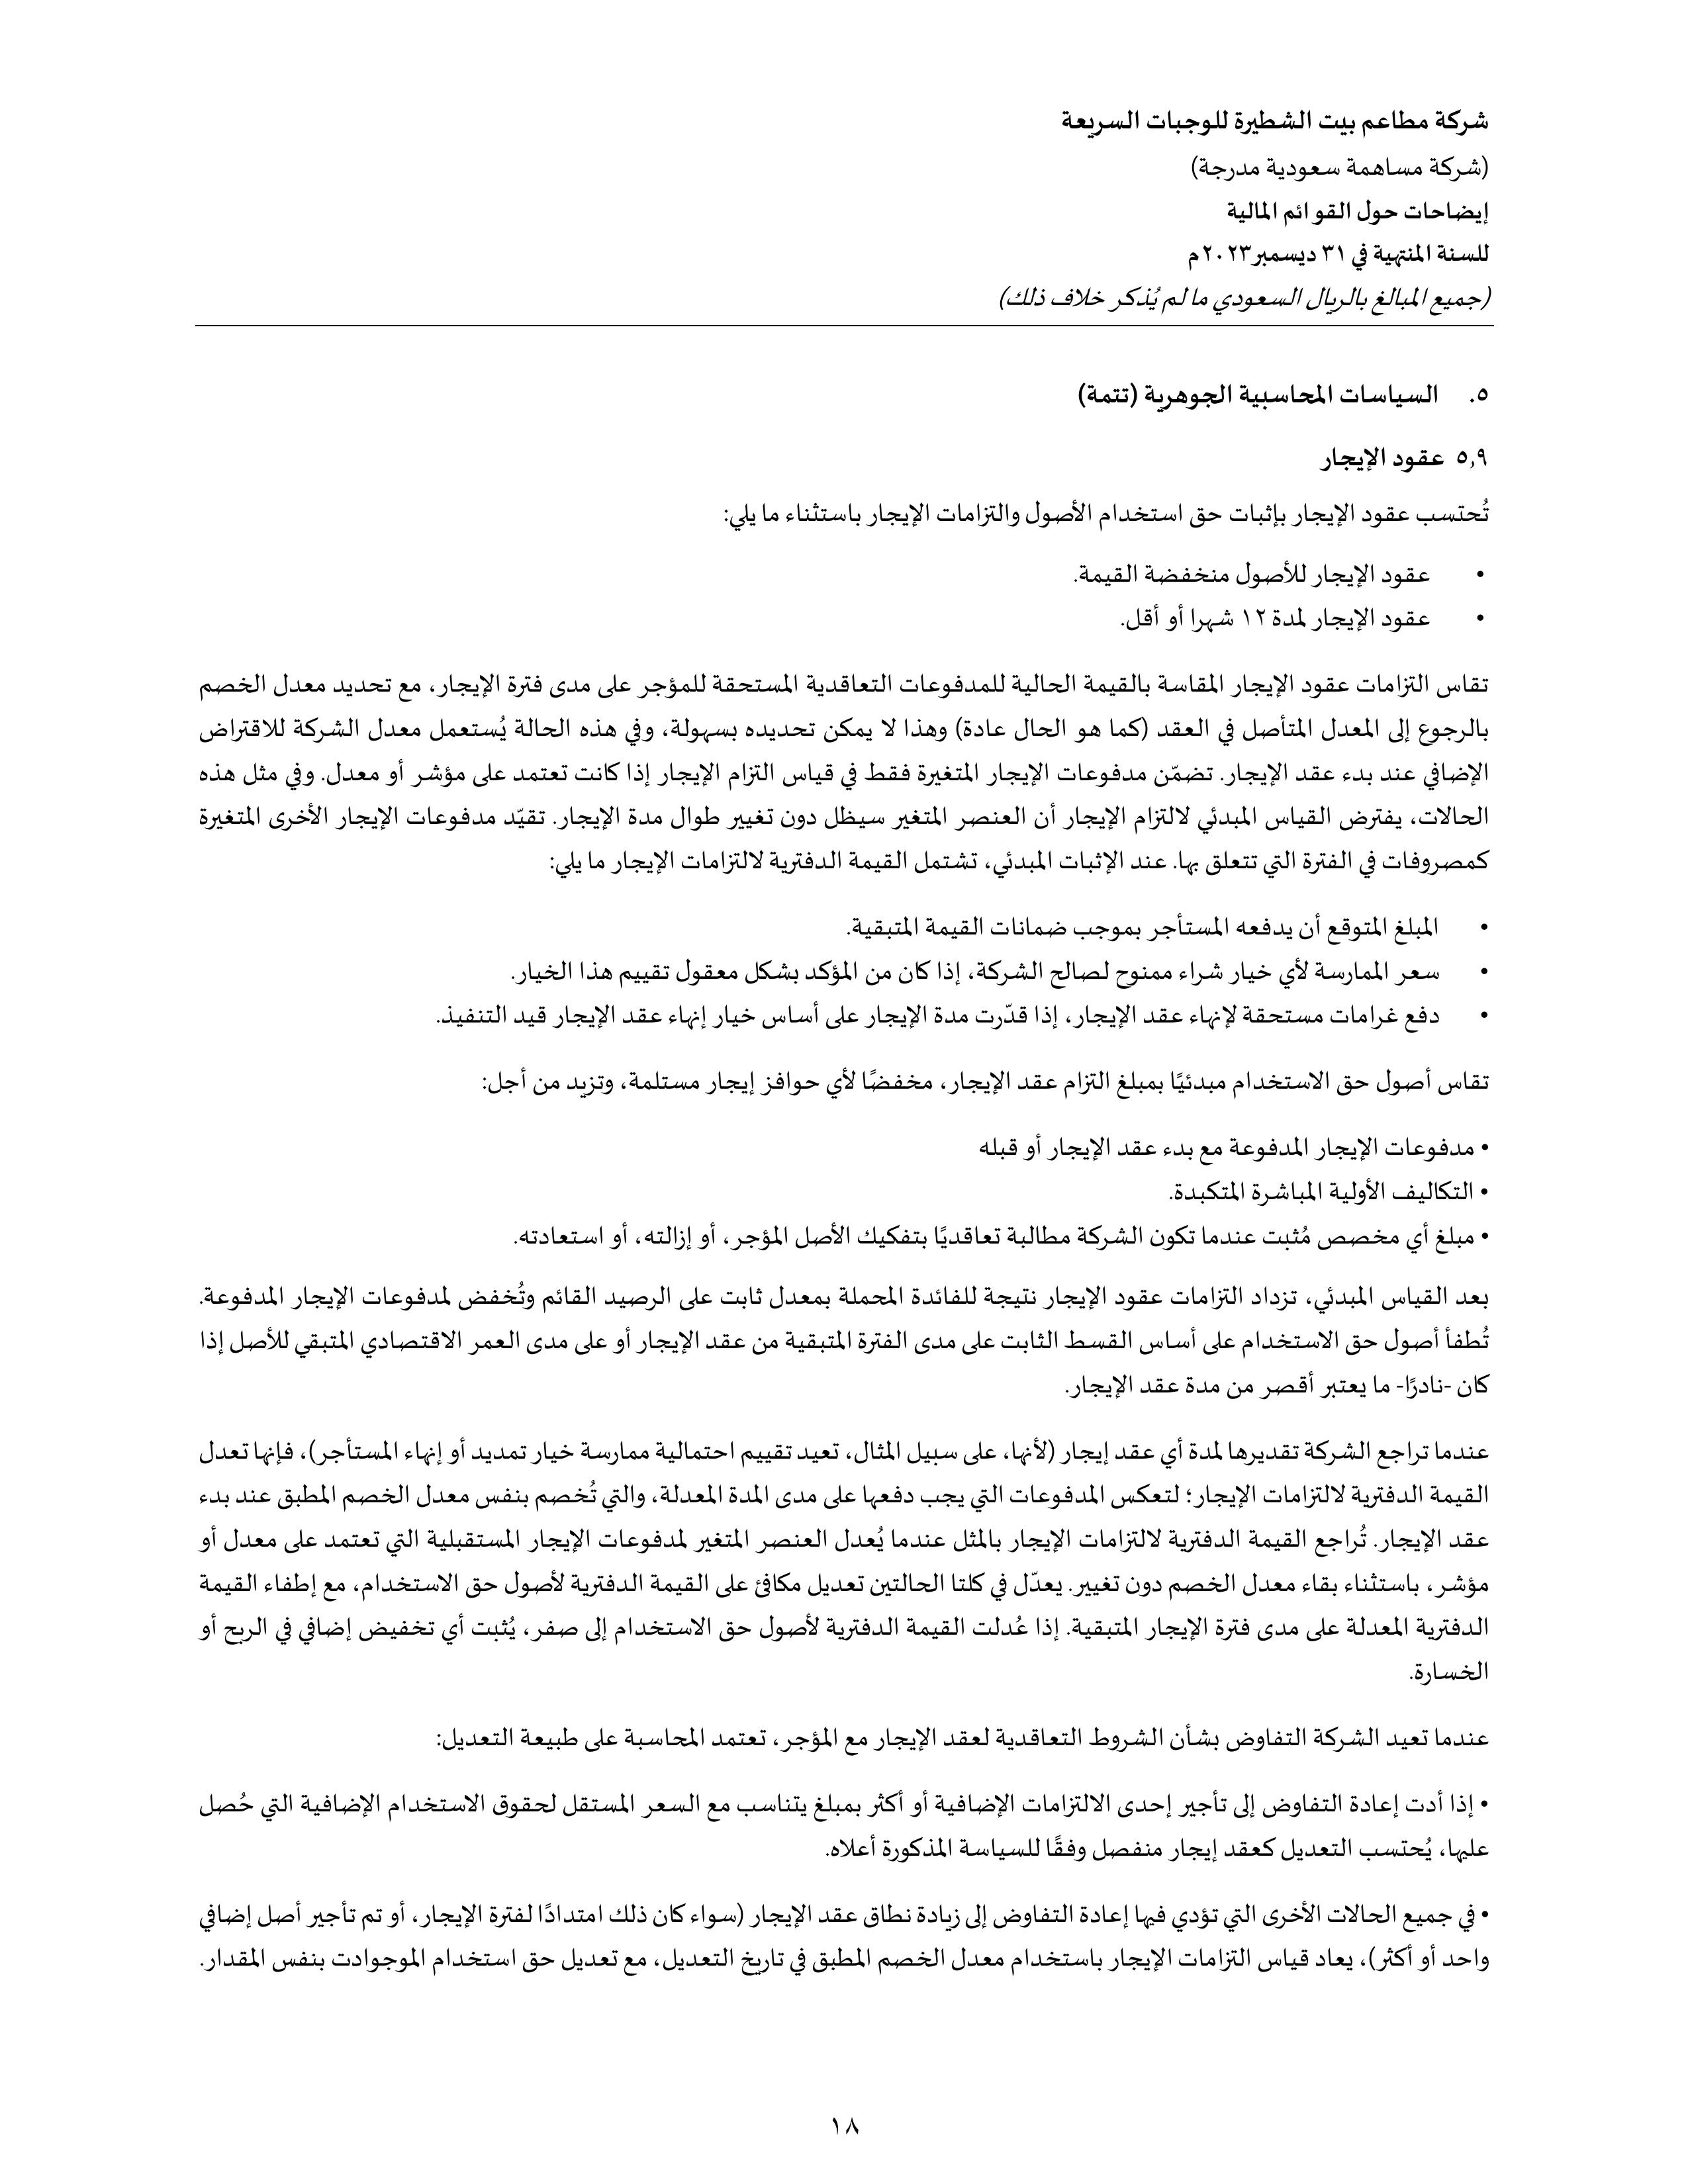 شركة مطاعم بيت الشطيرة للوجبات السريعة
(شركة مساهمة سعودية مدرجة)
إيضاحات حول القوائم المالية
للسنة المنتهية في ٣١ ديسمبر٢٠٢٣م
(جميع المبالغ بالريال السعودي ما لم يُذكر خلاف ذلك)
٥. السياسات المحاسبية الجوهرية (تتمة)
٥,٩ عقود الإيجار
تُحتسب عقود الإيجار بإثبات حق استخدام الأصول والتزامات الإيجار باستثناء ما يلي:
• عقود الإيجار للأصول منخفضة القيمة.
• عقود الإيجار لمدة ١٢ شهرا أو أقل.
تقاس التزامات عقود الإيجار المقاسة بالقيمة الحالية للمدفوعات التعاقدية المستحقة للمؤجر على مدى فترة الإيجار، مع تحديد معدل الخصم
بالرجوع إلى المعدل المتأصل في العقد (كما هو الحال عادة) وهذا لا يمكن تحديده بسهولة، وفي هذه الحالة يُستعمل معدل الشركة للاقتراض
الإضافي عند بدء عقد الإيجار. تضمّن مدفوعات الإيجار المتغيرة فقط في قياس التزام الإيجار إذا كانت تعتمد على مؤشر أو معدل. وفي مثل هذه
الحالات، يفترض القياس المبدئي لالتزام الإيجار أن العنصر المتغير سيظل دون تغيير طوال مدة الإيجار. تقيّد مدفوعات الإيجار الأخرى المتغيرة
كمصروفات في الفترة التي تتعلق بها. عند الإثبات المبدئي، تشتمل القيمة الدفترية لالتزامات الإيجار ما يلي:
• المبلغ المتوقع أن يدفعه المستأجر بموجب ضمانات القيمة المتبقية.
• سعر الممارسة لأي خيار شراء ممنوح لصالح الشركة، إذا كان من المؤكد بشكل معقول تقييم هذا الخيار.
• دفع غرامات مستحقة لإنهاء عقد الإيجار، إذا قدّرت مدة الإيجار على أساس خيار إنهاء عقد الإيجار قيد التنفيذ.
تقاس أصول حق الاستخدام مبدئيًا بمبلغ التزام عقد الإيجار، مخفضًا لأي حوافز إيجار مستلمة، وتزيد من أجل:
• مدفوعات الإيجار المدفوعة مع بدء عقد الإيجار أو قبله
• التكاليف الأولية المباشرة المتكبدة.
• مبلغ أي مخصص مُثبت عندما تكون الشركة مطالبة تعاقديًا بتفكيك الأصل المؤجر، أو إزالته، أو استعادته.
بعد القياس المبدئي، تزداد التزامات عقود الإيجار نتيجة للفائدة المحملة بمعدل ثابت على الرصيد القائم وتُخفض لمدفوعات الإيجار المدفوعة.
تُطفأ أصول حق الاستخدام على أساس القسط الثابت على مدى الفترة المتبقية من عقد الإيجار أو على مدى العمر الاقتصادي المتبقي للأصل إذا
كان -نادرًا- ما يعتبر أقصر من مدة عقد الإيجار.
عندما تراجع الشركة تقديرها لمدة أي عقد إيجار (لأنها، على سبيل المثال، تعيد تقييم احتمالية ممارسة خيار تمديد أو إنهاء المستأجر)، فإنها تعدل
القيمة الدفترية لالتزامات الإيجار؛ لتعكس المدفوعات التي يجب دفعها على مدى المدة المعدلة، والتي تُخصم بنفس معدل الخصم المطبق عند بدء
عقد الإيجار. تُراجع القيمة الدفترية لالتزامات الإيجار بالمثل عندما يُعدل العنصر المتغير لمدفوعات الإيجار المستقبلية التي تعتمد على معدل أو
مؤشر، باستثناء بقاء معدل الخصم دون تغيير. يعدّل في كلتا الحالتين تعديل مكافئ على القيمة الدفترية لأصول حق الاستخدام، مع إطفاء القيمة
الدفترية المعدلة على مدى فترة الإيجار المتبقية. إذا عُدلت القيمة الدفترية لأصول حق الاستخدام إلى صفر، يُثبت أي تخفيض إضافي في الربح أو
الخسارة.
عندما تعيد الشركة التفاوض بشأن الشروط التعاقدية لعقد الإيجار مع المؤجر، تعتمد المحاسبة على طبيعة التعديل:
• إذا أدت إعادة التفاوض إلى تأجير إحدى الالتزامات الإضافية أو أكثر بمبلغ يتناسب مع السعر المستقل لحقوق الاستخدام الإضافية التي حُصل
عليها، يُحتسب التعديل كعقد إيجار منفصل وفقًا للسياسة المذكورة أعلاه.
• في جميع الحالات الأخرى التي تؤدي فيها إعادة التفاوض إلى زيادة نطاق عقد الإيجار (سواء كان ذلك امتدادًا لفترة الإيجار، أو تم تأجير أصل إضافي
واحد أو أكثر)، يعاد قياس التزامات الإيجار باستخدام معدل الخصم المطبق في تاريخ التعديل، مع تعديل حق استخدام الموجوادت بنفس المقدار.
١٨